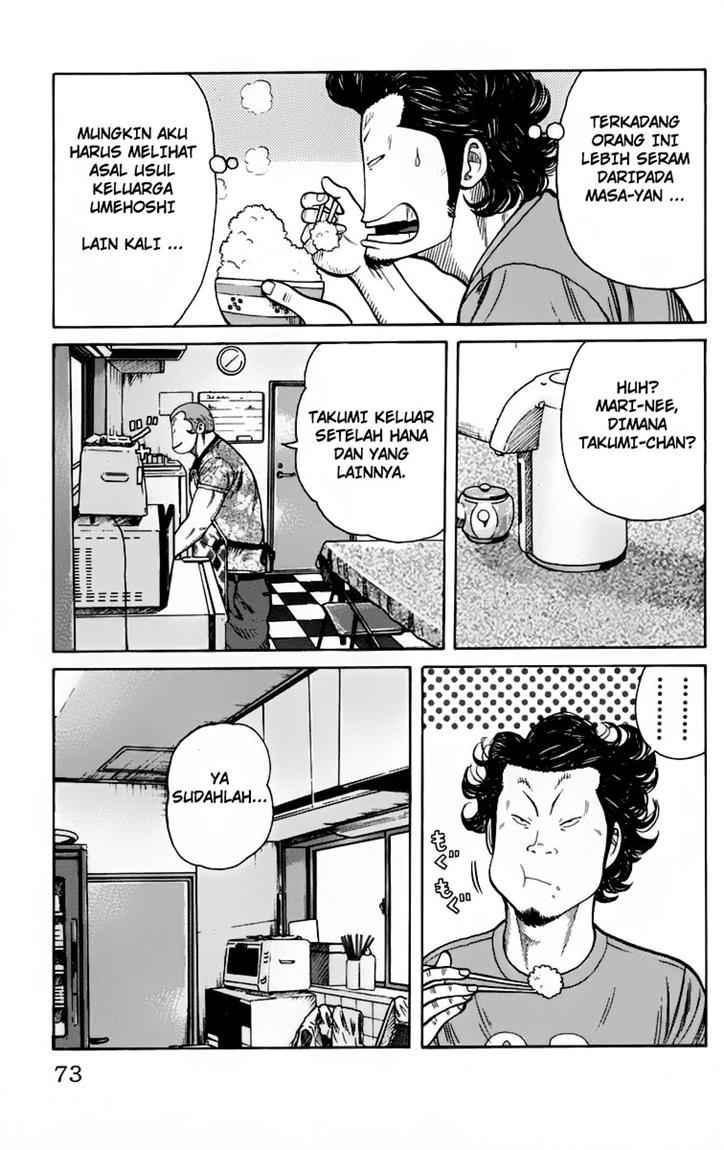 TERKADANG
ORANG INI
LEBIH SERAM
DARIPADA
MASA-YAN ...
MUNGKIN AKU
HARUS MELIHAT
ASAL USUL
KELUARGA
UMEHOSHI
LAIN KALI ...
HUH?
MARI-NEE,
DIMANA
TAKUMI-CHAN?
TAKUMI KELUAR
SETELAH HANA
DAN YANG
LAINNYA.
もぐ
もぐ
YA
SUDAHLAH...
73